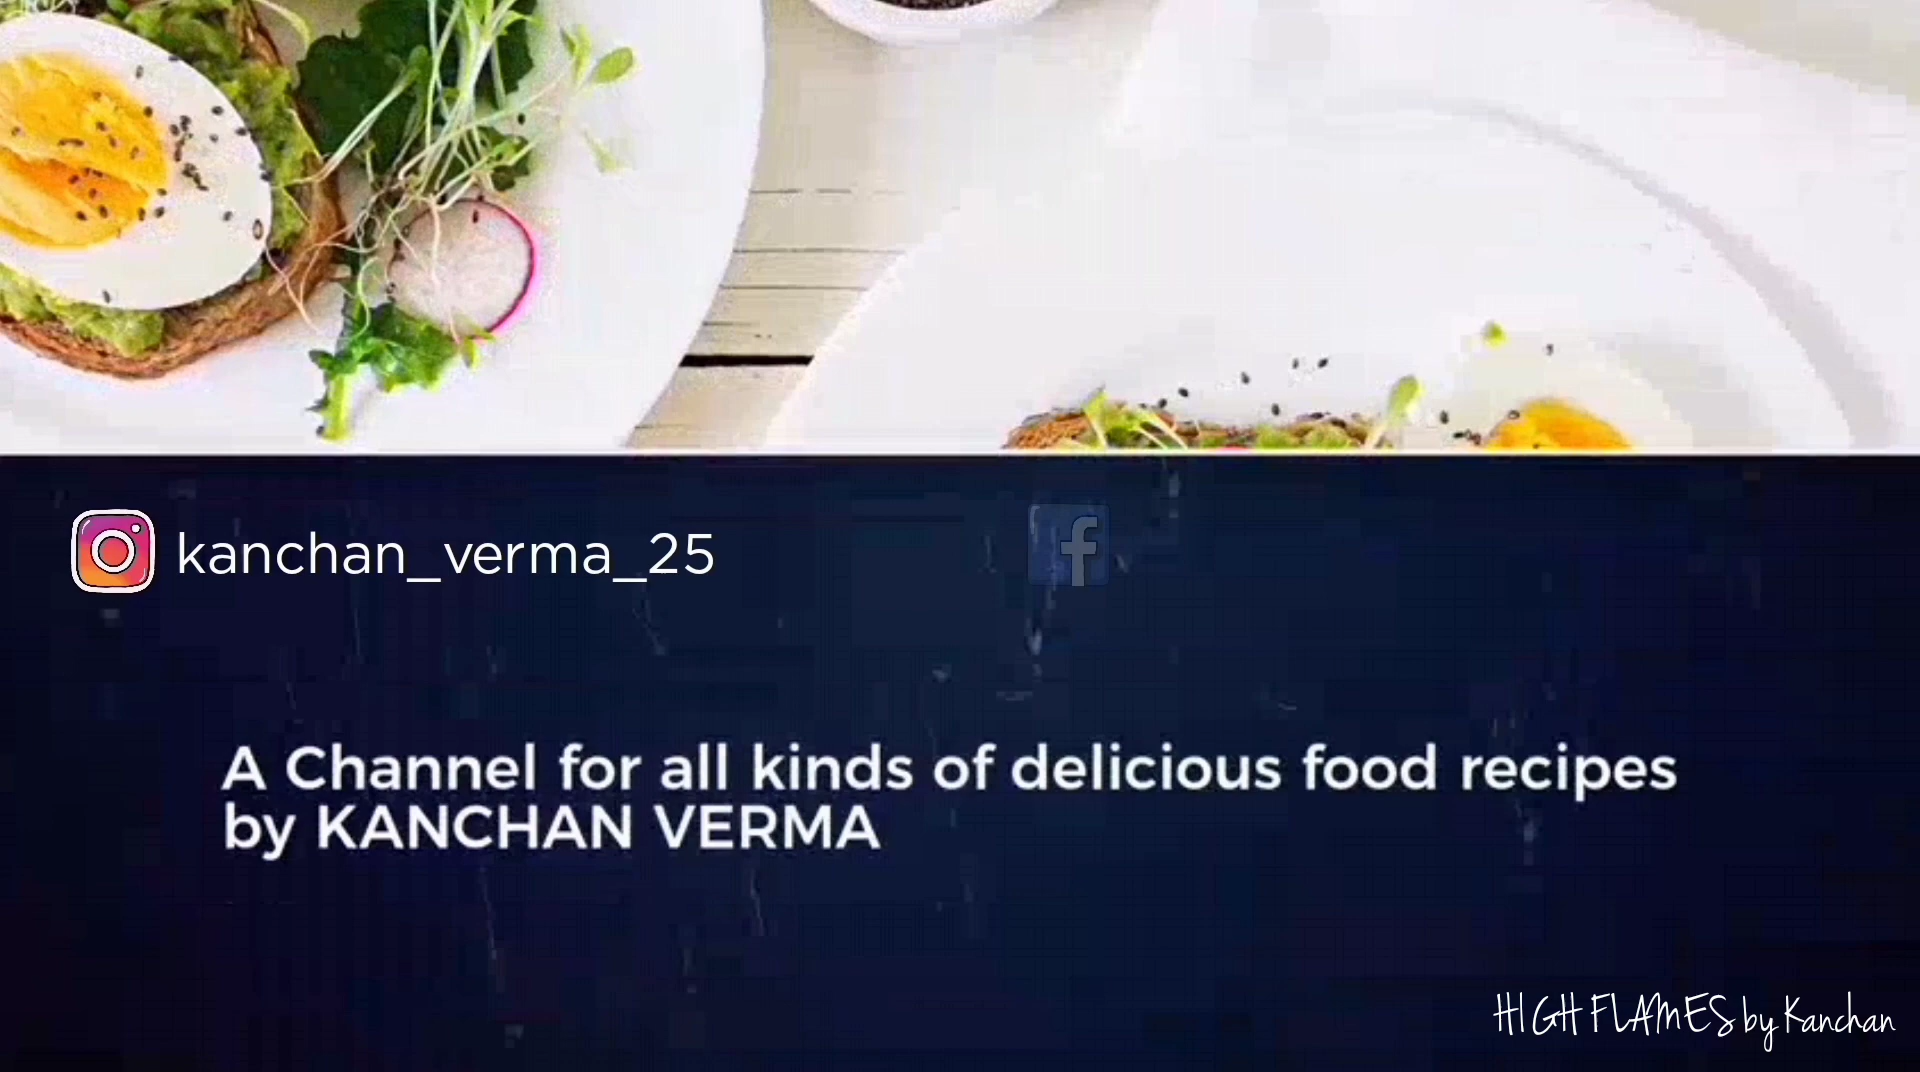 kanchan_verma_25
A Channel for all kinds of delicious food recipes
by KANCHAN VERMA
HIGH FLAMES by Kanchan